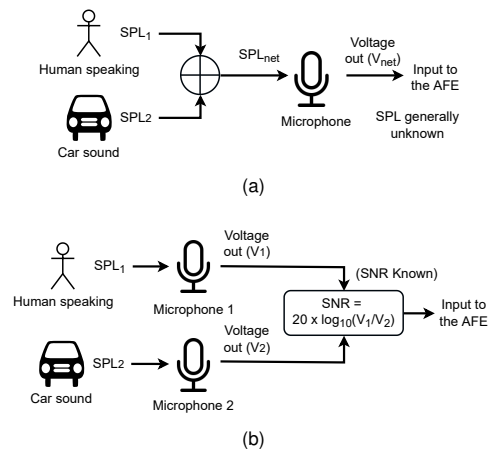 SPL1
Human speaking
SPLnet
Voltage
out (Vnet)
Input to
the AFE
SPL2
Car sound
Microphone
SPL generally
unknown
(a)
SPL1
Human speaking
Microphone 1
Voltage
out (V1)
(SNR Known)
SNR =
20 x log10(V1/V2)
Input to
the AFE
SPL2
Car sound
Microphone 2
Voltage
out (V2)
(b)